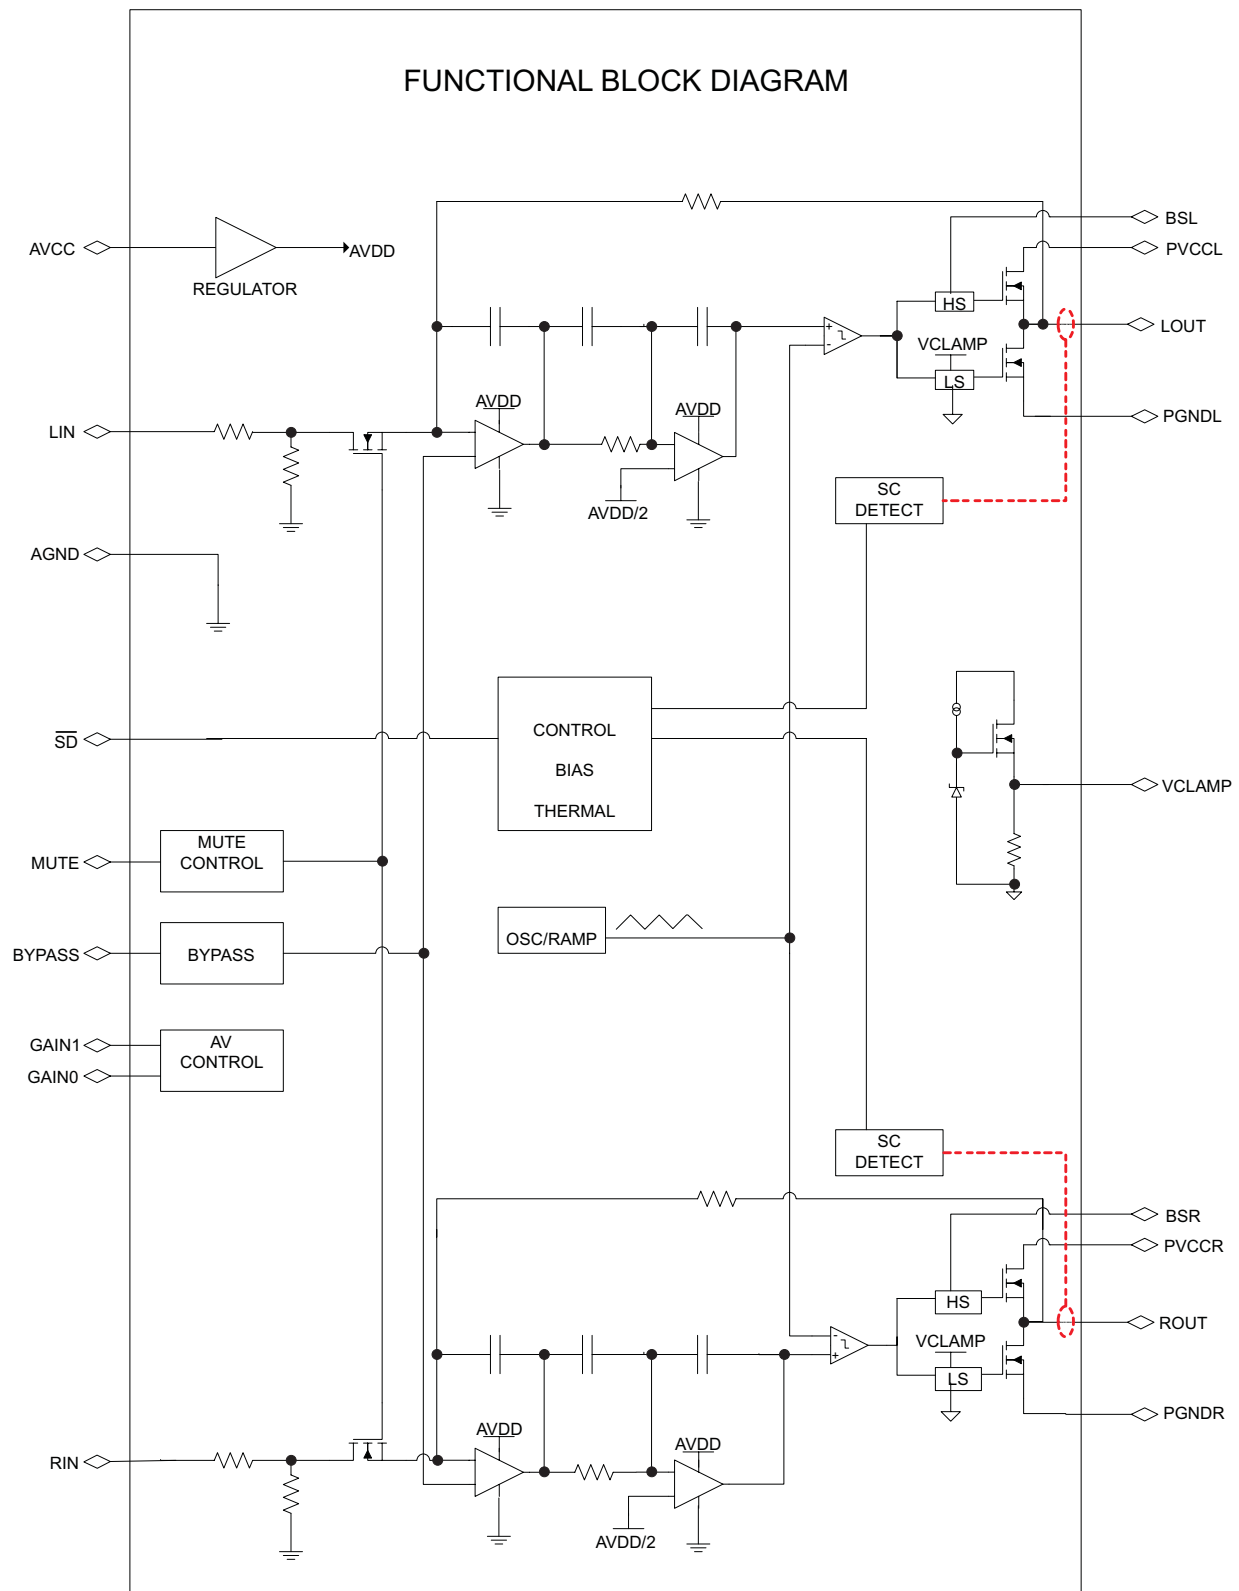 FUNCTIONAL BLOCK DIAGRAM
BSL
AVCC
AVDD
PVCCL
REGULATOR
HS
LOUT
+
-
VCLAMP
LS
AVDD
AVDD
LIN
PGNDL
SC
DETECT
AVDD/2
AGND
CONTROL
BIAS
THERMAL
SD
VCLAMP
MUTE
MUTE
CONTROL
OSC/RAMP
BYPASS
BYPASS
GAIN1
GAIN0
AV
CONTROL
SC
DETECT
BSR
PVCCR
HS
ROUT
-
+
VCLAMP
LS
PGNDR
AVDD
AVDD
RIN
AVDD/2